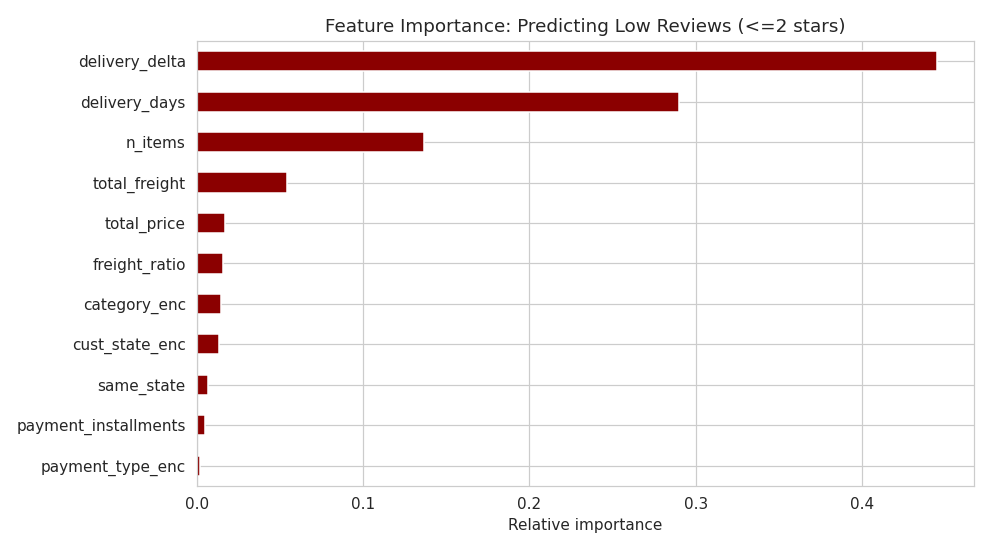 Feature Importance: Predicting Low Reviews (<=2 stars)
delivery_delta
delivery_days
n_items
total_freight
total_price
freight_ratio
category_enc
cust_state_enc
same_state
payment_installments
payment_type_enc
0.0 0.1 0.2 0.3 0.4
Relative importance